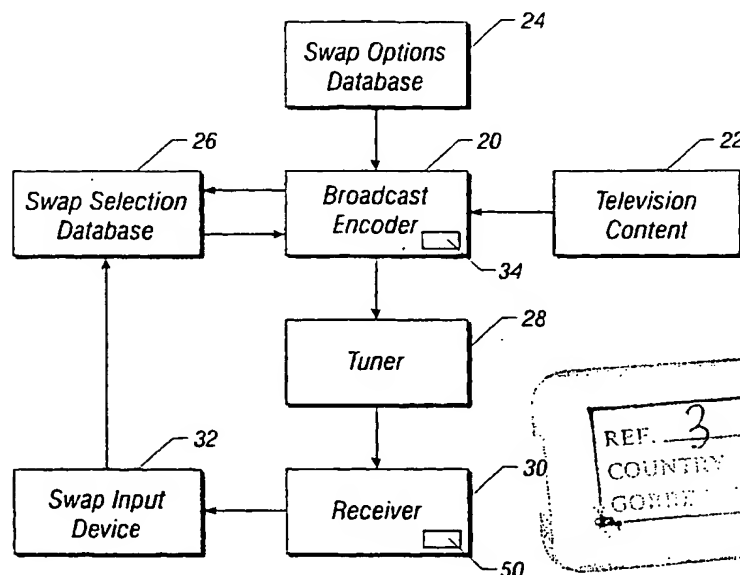 24
Swap Options
Database
26
20
22
Swap Selection
Database
Broadcast
Encoder
34
Television
Content
28
Tuner
32
30
Swap Input
Device
Receiver
50
REF. 3
COUNTRY